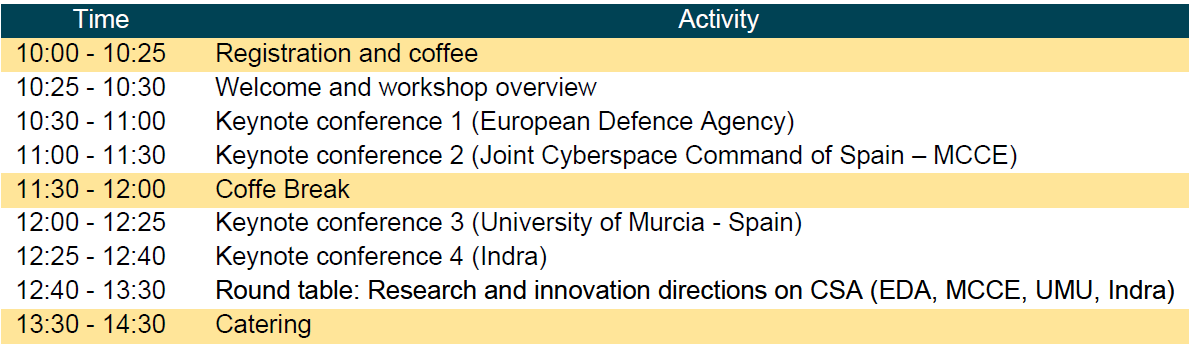 Time Activity
10:00 - 10:25 Registration and coffee
10:25 - 10:30 Welcome and workshop overview
10:30 - 11:00 Keynote conference 1 (European Defence Agency)
11:00 - 11:30 Keynote conference 2 (Joint Cyberspace Command of Spain – MCCE)
11:30 - 12:00 Coffe Break
12:00 - 12:25 Keynote conference 3 (University of Murcia - Spain)
12:25 - 12:40 Keynote conference 4 (Indra)
12:40 - 13:30 Round table: Research and innovation directions on CSA (EDA, MCCE, UMU, Indra)
13:30 - 14:30 Catering